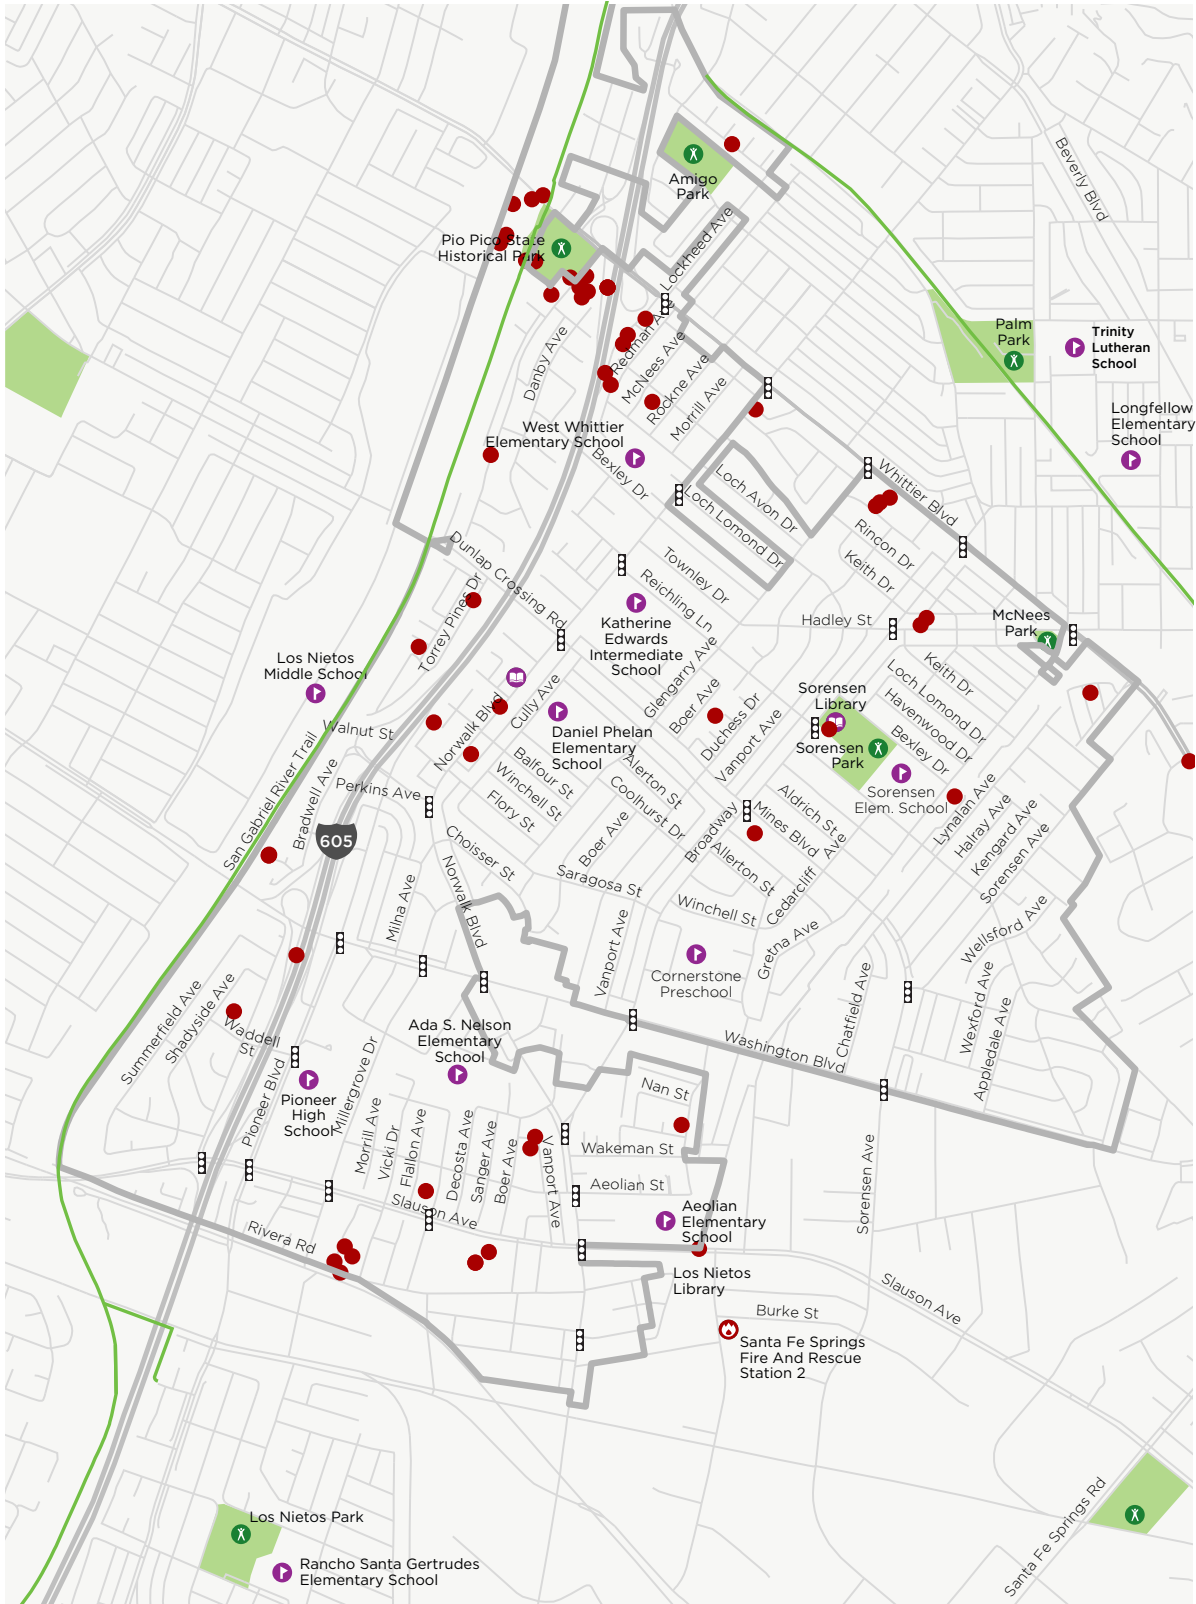 Beverly Blvd
Amigo
Park
Lockheed Ave
Pio Pico State
Historical Park
Palm
Park
Trinity
Lutheran
School
Redman Ave
McNees Ave
Rockne Ave
Morrill Ave
Danby Ave
Longfellow
Elementary
School
West Whittier
Elementary School
Bexley Dr
Loch Avon Dr
Loch Lomond Dr
Whittier Blvd
Rincon Dr
Keith Dr
Dunlap Crossing Rd
Townley Dr
Reichling Ln
Torrey Pines Dr
Katherine
Edwards
Intermediate
School
Hadley St
McNees
Park
Los Nietos
Middle School
Keith Dr
Loch Lomond Dr
Havenwood Dr
Bexley Dr
Glengarry Ave
Boer Ave
Duchess Dr
Vanport Ave
Sorensen
Library
Sorensen
Park
Sorensen
Elem. School
Norwalk Blvd
Cully Ave
Daniel Phelan
Elementary
School
Walnut St
San Gabriel River Trail
Bradwell Ave
Perkins Ave
Balfour St
Winchell St
Flory St
Allerton St
Coolhurst Dr
Boer Ave
Broadway
Aldrich St
Mines Blvd
Allerton St
Cedarcliff Ave
Lynalan Ave
Halray Ave
Kengard Ave
Sorensen Ave
605
Choisser St
Norwalk Blvd
Milna Ave
Saragosa St
Winchell St
Vanport Ave
Gretna Ave
Wellsford Ave
Cornerstone
Preschool
Chatfield Ave
Wexford Ave
Appledale Ave
Washington Blvd
Summerfield Ave
Shadyside Ave
Waddell
St
Ada S. Nelson
Elementary
School
Pioneer Blvd
Pioneer
High
School
Millergrove Dr
Morrill Ave
Vicki Dr
Flallon Ave
Decosta Ave
Sanger Ave
Boer Ave
Vanport Ave
Nan St
Wakeman St
Aeolian St
Sorensen Ave
Slauson Ave
Aeolian
Elementary
School
Rivera Rd
Los Nietos
Library
Slauson Ave
Burke St
Santa Fe Springs
Fire And Rescue
Station 2
Santa Fe Springs Rd
Los Nietos Park
Rancho Santa Gertrudes
Elementary School